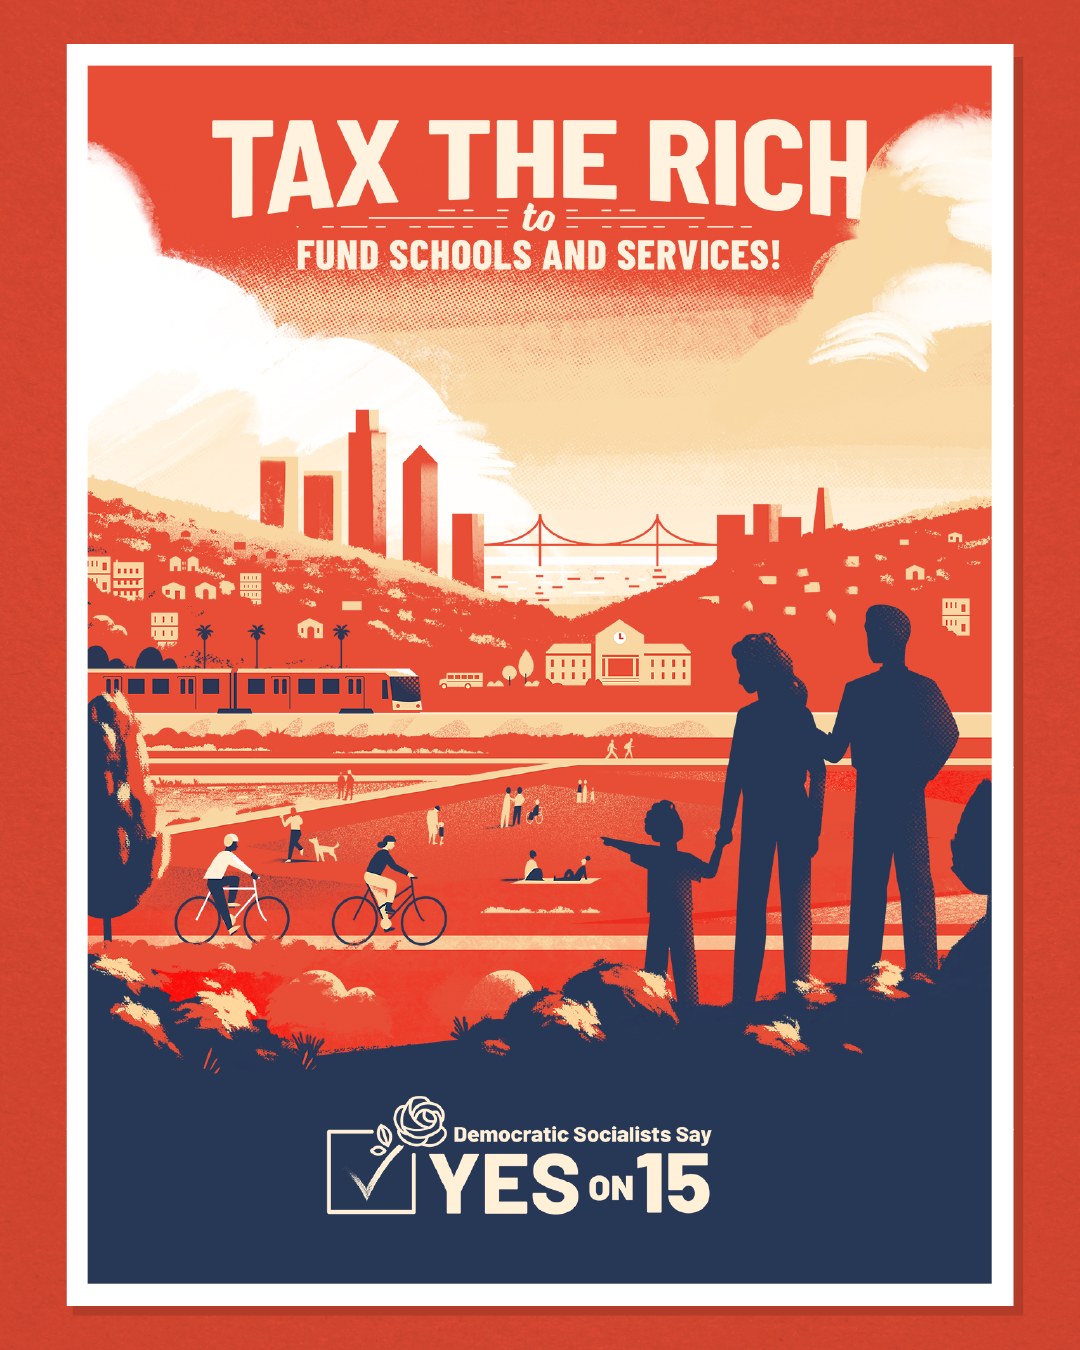 TAX THE RICH
to
FUND SCHOOLS AND SERVICES!
Democratic Socialists Say
YES ON 15